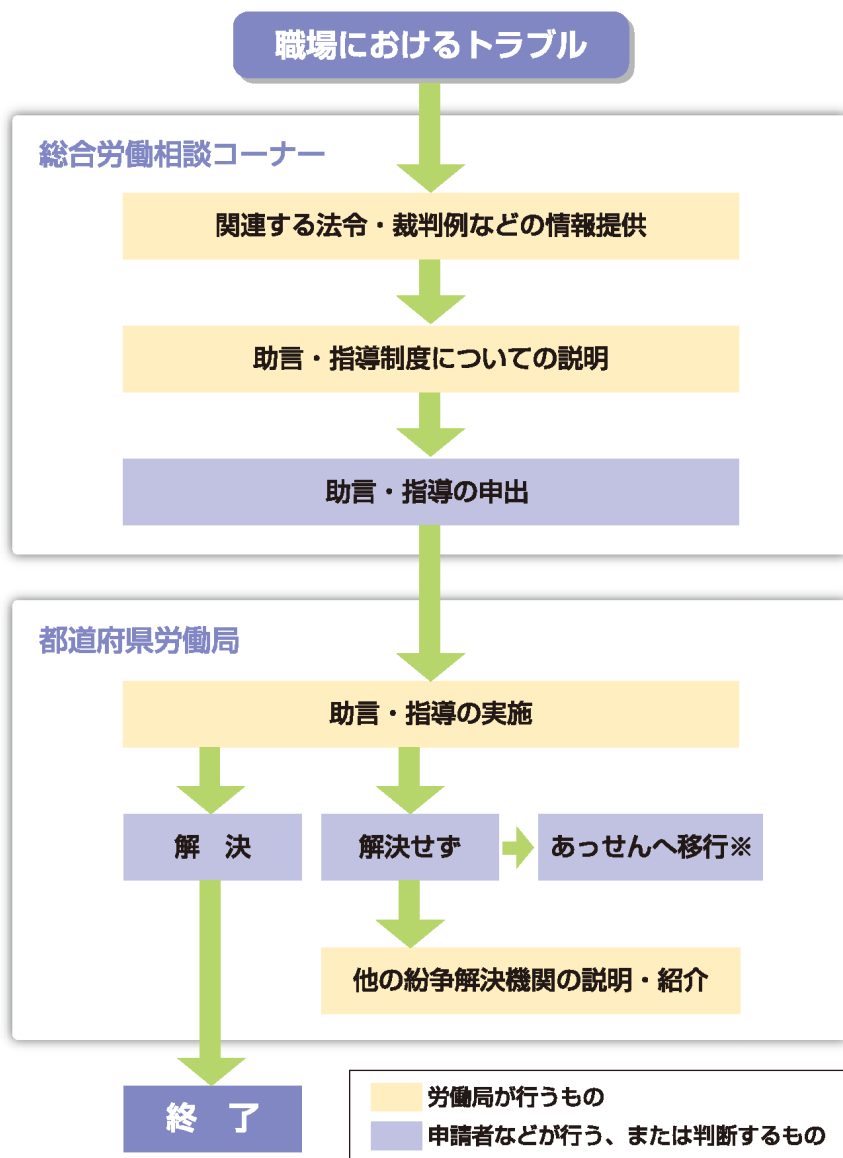 職場におけるトラブル
総合労働相談コーナー
関連する法令・裁判例などの情報提供
助言・指導制度についての説明
助言・指導の申出
都道府県労働局
助言・指導の実施
解 決
解決せず
あっせんへ移行※
他の紛争解決機関の説明・紹介
終 了
労働局が行うもの
申請者などが行う、または判断するもの